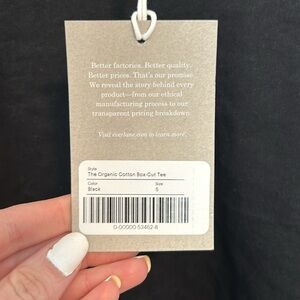 Better factories. Better quality.
Better prices. That's our promise.
We reveal the story behind every
product—from our ethical
manufacturing process to our
transparent pricing breakdown.
Visit everlane.com to learn more.
Style
The Organic Cotton Box-Cut Tee
Color Size
Black S
0-00000-53462-8